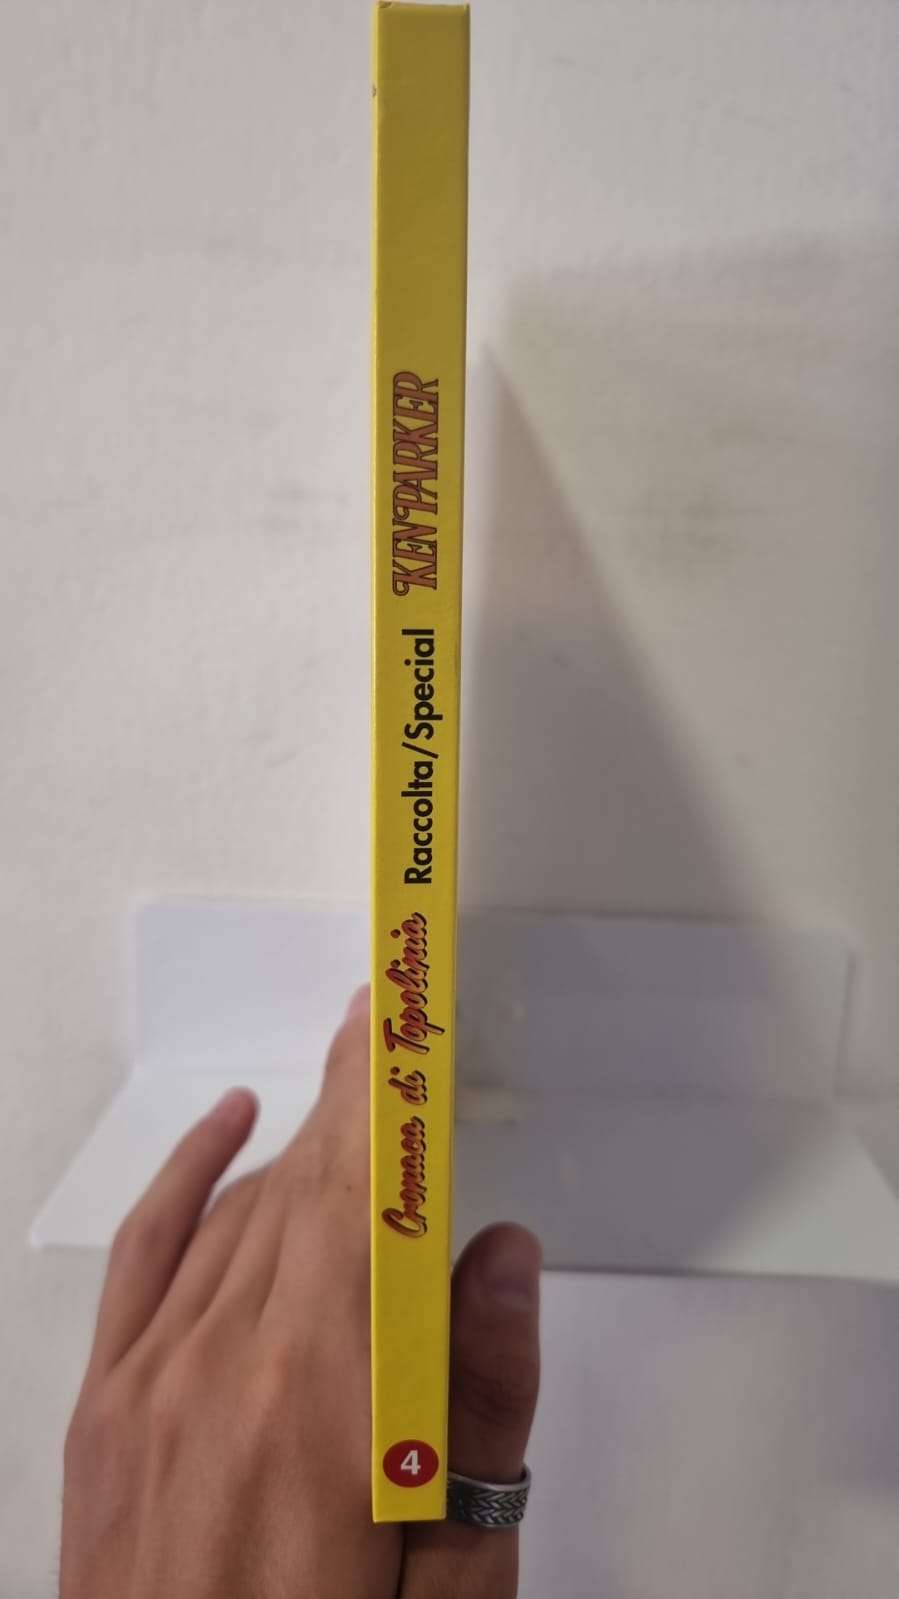 4 Cronaca di Topolinia Raccolta/Special KEN PARKER